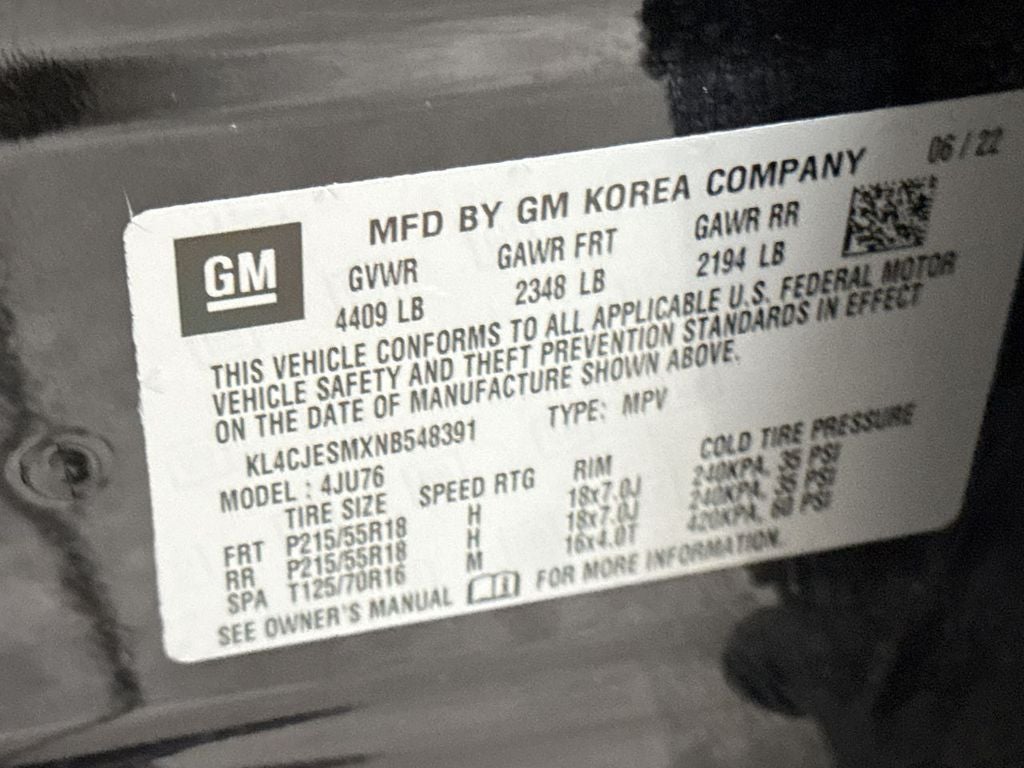 06 / 22
GM
MFD BY GM KOREA COMPANY
GVWR GAWR FRT GAWR RR
4409 LB 2348 LB 2194 LB
THIS VEHICLE CONFORMS TO ALL APPLICABLE U.S. FEDERAL MOTOR
VEHICLE SAFETY AND THEFT PREVENTION STANDARDS IN EFFECT
ON THE DATE OF MANUFACTURE SHOWN ABOVE.
KL4CJESMXNB548391 TYPE: MPV
MODEL : 4JU76
TIRE SIZE SPEED RTG RIM COLD TIRE PRESSURE
FRT P215/55R18 H 18x7.0J 240KPA, 35 PSI
RR P215/55R18 H 18x7.0J 240KPA, 35 PSI
SPA T125/70R16 M 16x4.0T 420KPA, 60 PSI
SEE OWNER'S MANUAL FOR MORE INFORMATION.